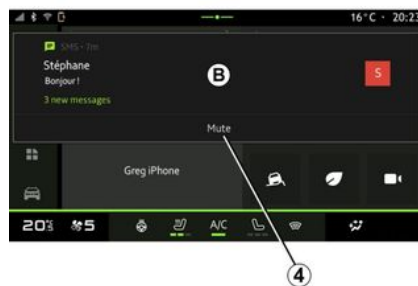 16°C · 20:23
SMS • 7m
B
Stéphane
S
Bonjour !
3 new messages
Mute
Greg iPhone
20.5 5 A/C
4